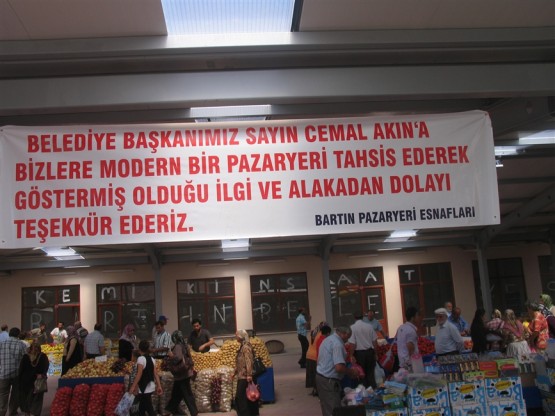 BELEDİYE BAŞKANIMIZ SAYIN CEMAL AKIN'A
BİZLERE MODERN BİR PAZARYERİ TAHSİS EDEREK
GÖSTERMİŞ OLDUĞU İLGİ VE ALAKADAN DOLAYI
TEŞEKKÜR EDERİZ.
BARTIN PAZARYERİ ESNAFLARI